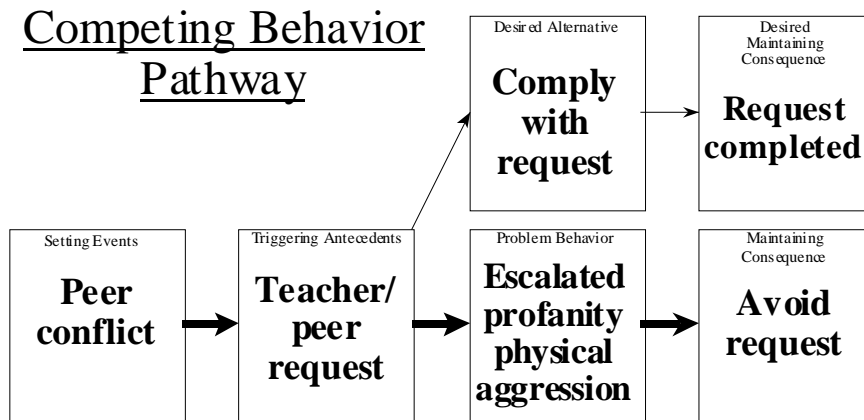 Competing Behavior
Pathway
Desired Alternative
Comply
with
request
Desired
Maintaining
Consequence
Request
completed
Setting Events
Peer
conflict
Triggering Antecedents
Teacher/
peer
request
Problem Behavior
Escalated
profanity
physical
aggression
Maintaining
Consequence
Avoid
request